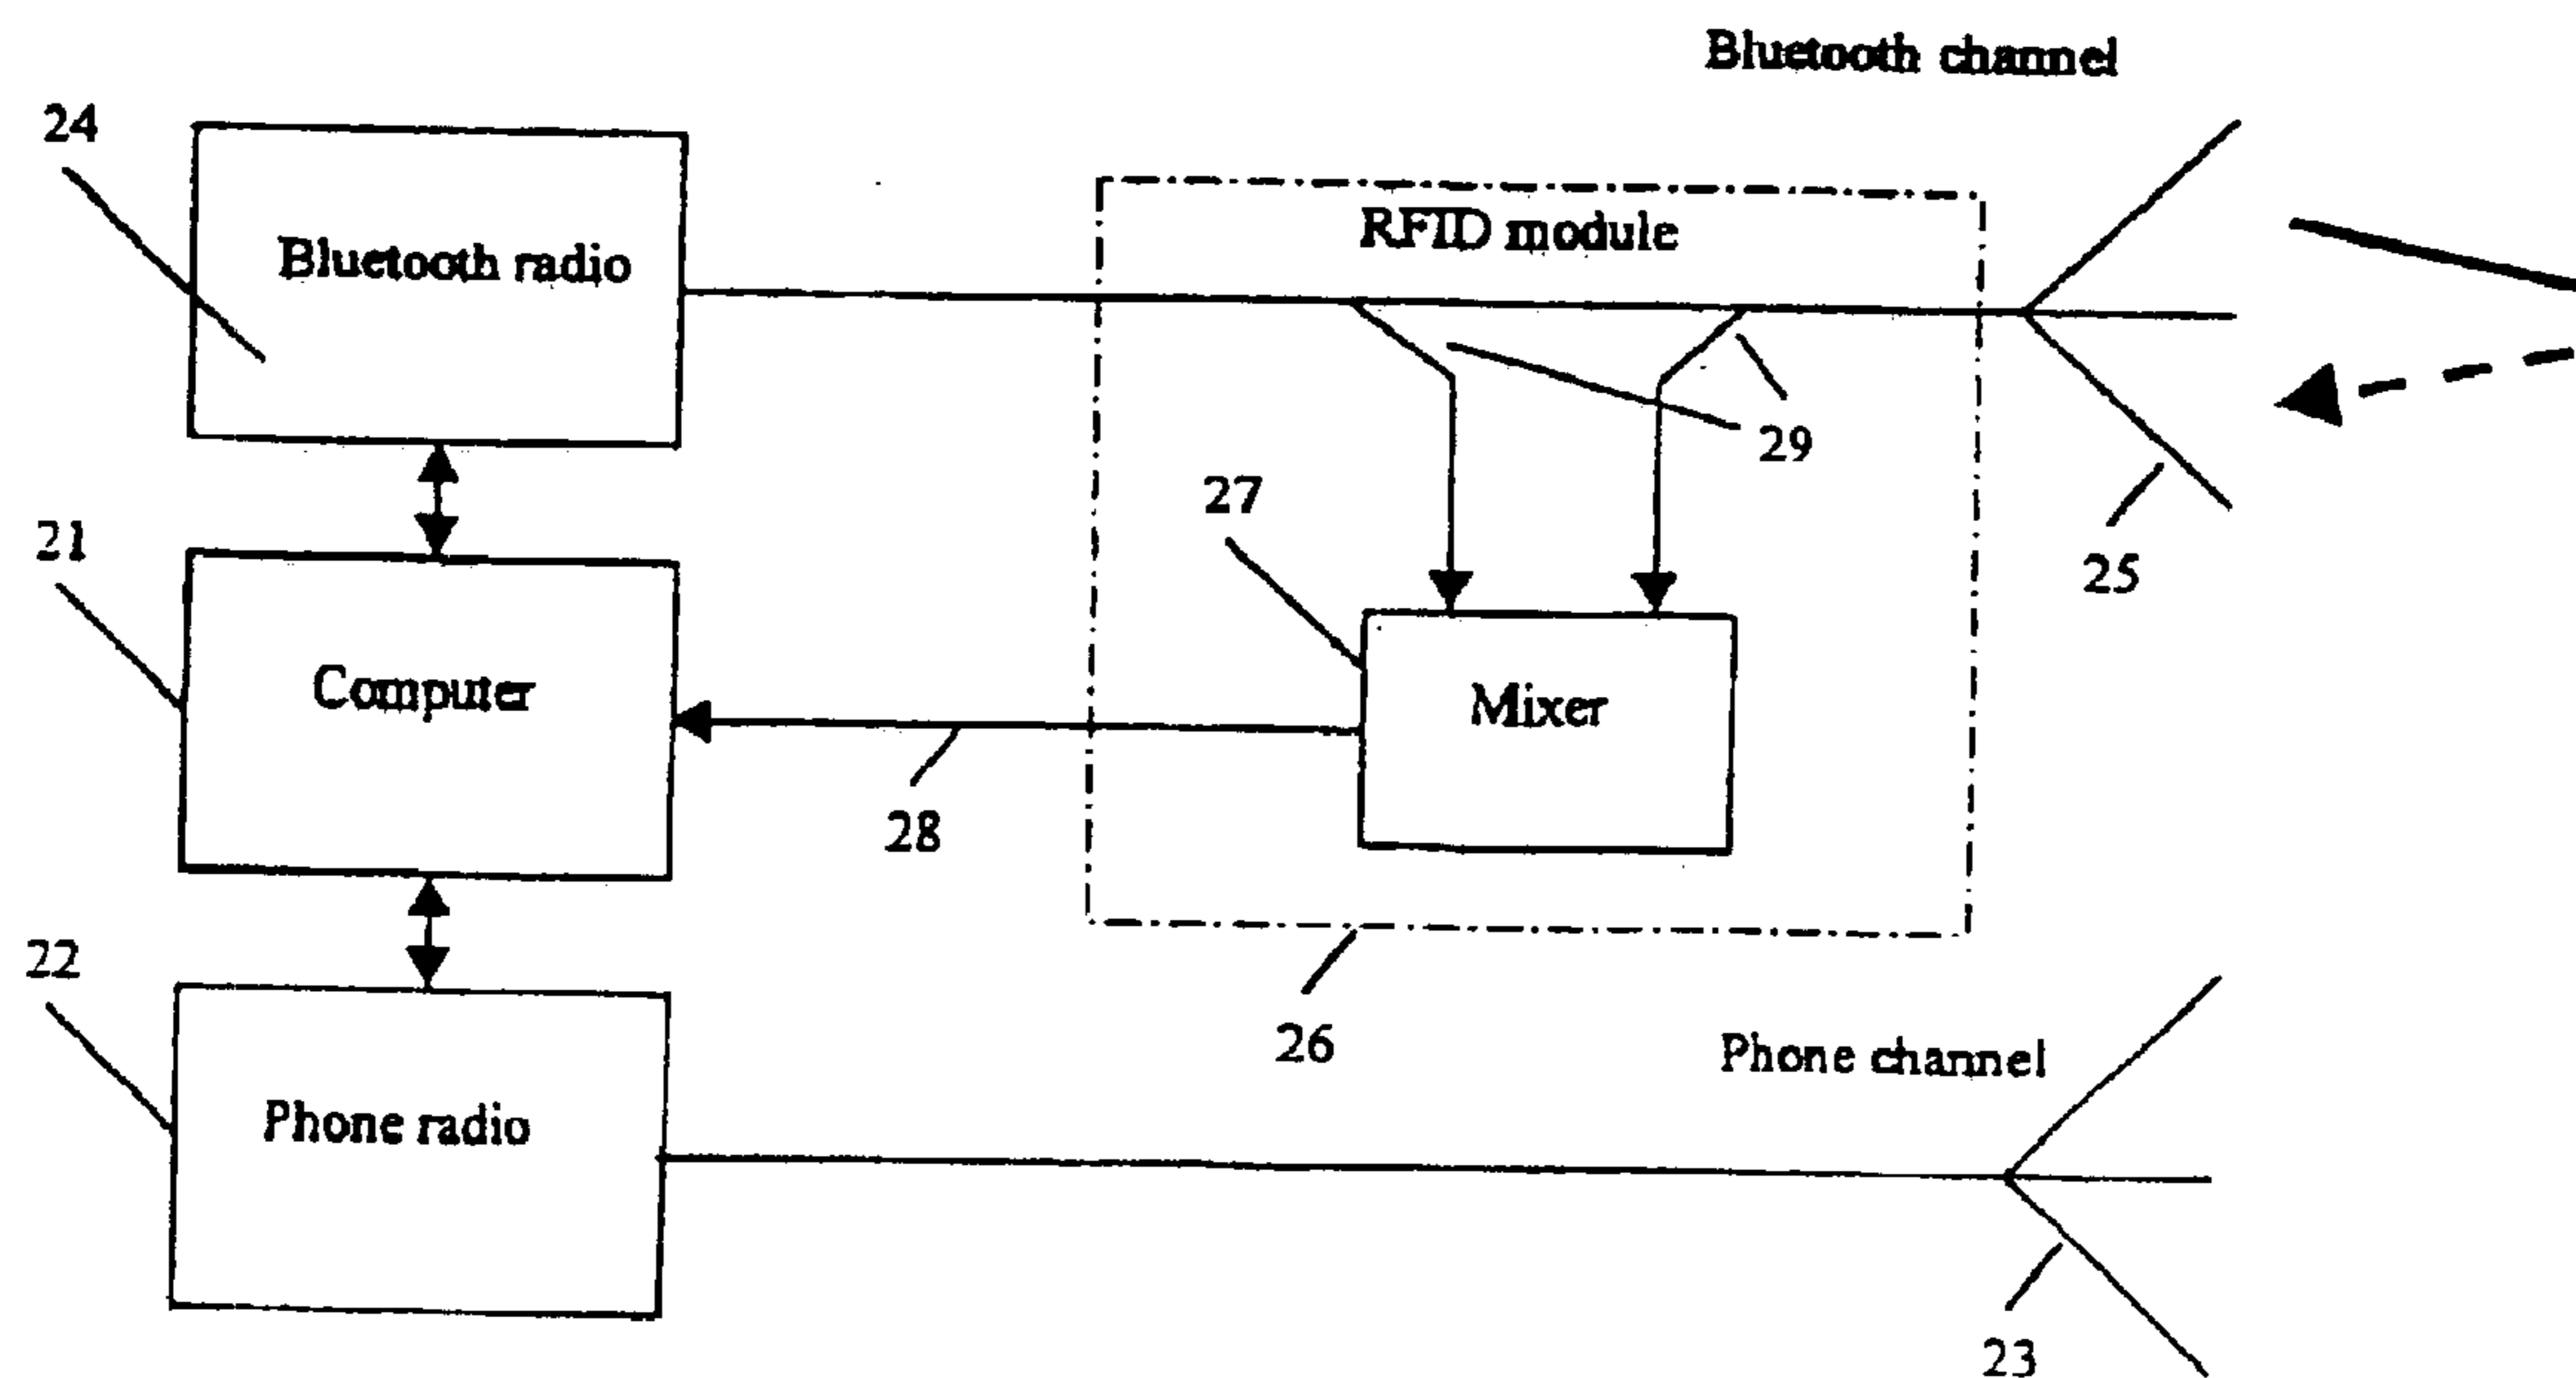 Bluetooth channel
24
Bluetooth radio
RFID module
29
27
21
25
Computer
Mixer
28
22
26
Phone channel
Phone radio
23